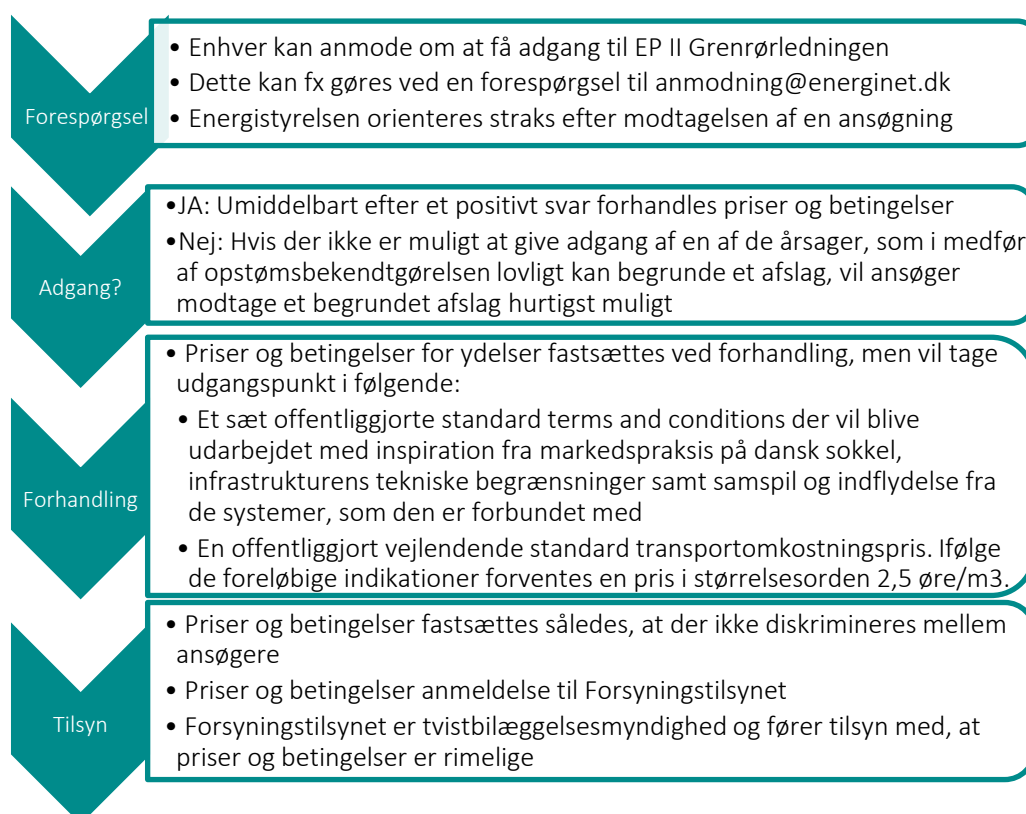 Forespørgsel
• Enhver kan anmode om at få adgang til EP II Grenrørledningen
• Dette kan fx gøres ved en forespørgsel til anmodning@energinet.dk
• Energistyrelsen orienteres straks efter modtagelsen af en ansøgning
Adgang?
•JA: Umiddelbart efter et positivt svar forhandles priser og betingelser
•Nej: Hvis der ikke er muligt at give adgang af en af de årsager, som i medfør
af opstømsbekendtgørelsen lovligt kan begrunde et afslag, vil ansøger
modtage et begrundet afslag hurtigst muligt
Forhandling
• Priser og betingelser for ydelser fastsættes ved forhandling, men vil tage
udgangspunkt i følgende:
• Et sæt offentliggjorte standard terms and conditions der vil blive
udarbejdet med inspiration fra markedspraksis på dansk sokkel,
infrastrukturens tekniske begrænsninger samt samspil og indflydelse fra
de systemer, som den er forbundet med
• En offentliggjort vejlendende standard transportomkostningspris. Ifølge
de foreløbige indikationer forventes en pris i størrelsesorden 2,5 øre/m3.
Tilsyn
• Priser og betingelser fastsættes således, at der ikke diskrimineres mellem
ansøgere
• Priser og betingelser anmeldelse til Forsyningstilsynet
• Forsyningstilsynet er tvistbilæggelsesmyndighed og fører tilsyn med, at
priser og betingelser er rimelige